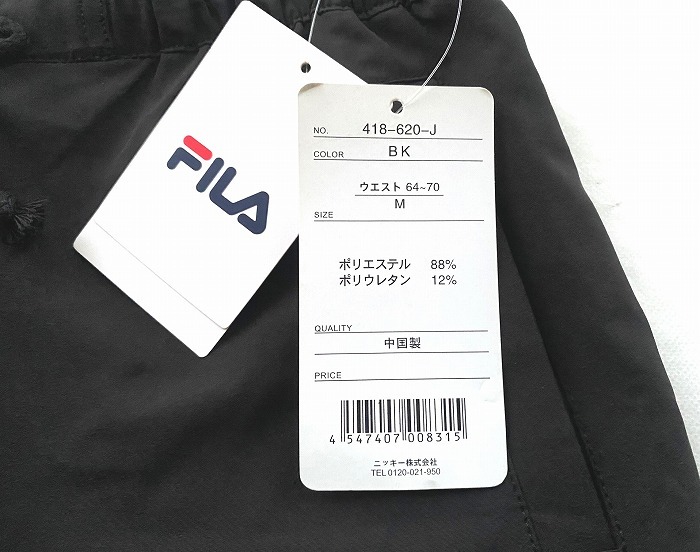 FILA
NO. 418-620-J
COLOR BK
ウエスト 64~70
M
SIZE
ポリエステル 88%
ポリウレタン 12%
QUALITY
中国製
PRICE
4 547407 008315
ニッキー株式会社
TEL 0120-021-950